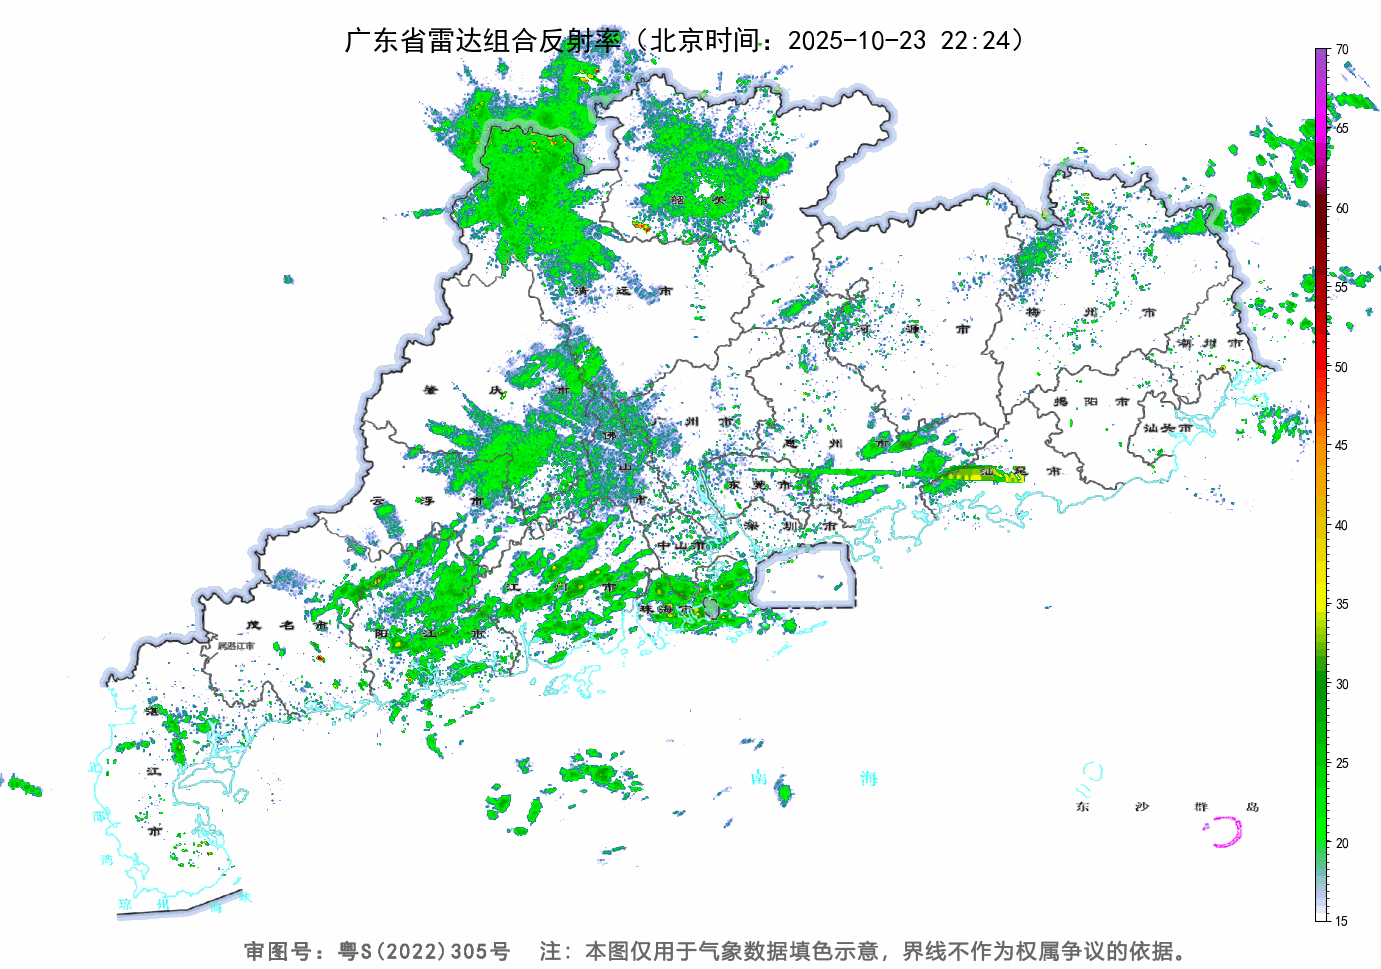 广东省雷达组合反射率（北京时间：2025-10-23 22:24）
70
65
60
55
50
45
40
35
30
25
20
15
韶关市
清远市
河源市
梅州市
潮州市
肇庆市
广州市
揭阳市
汕头市
佛山市
惠州市
汕尾市
云浮市
东莞市
深圳市
中山市
江门市
珠海市
茂名市
阳江市
属湛江市
湛江市
北部湾
南海
东沙群岛
琼州海峡
审图号：粤S(2022)305号 注：本图仅用于气象数据填色示意，界线不作为权属争议的依据。